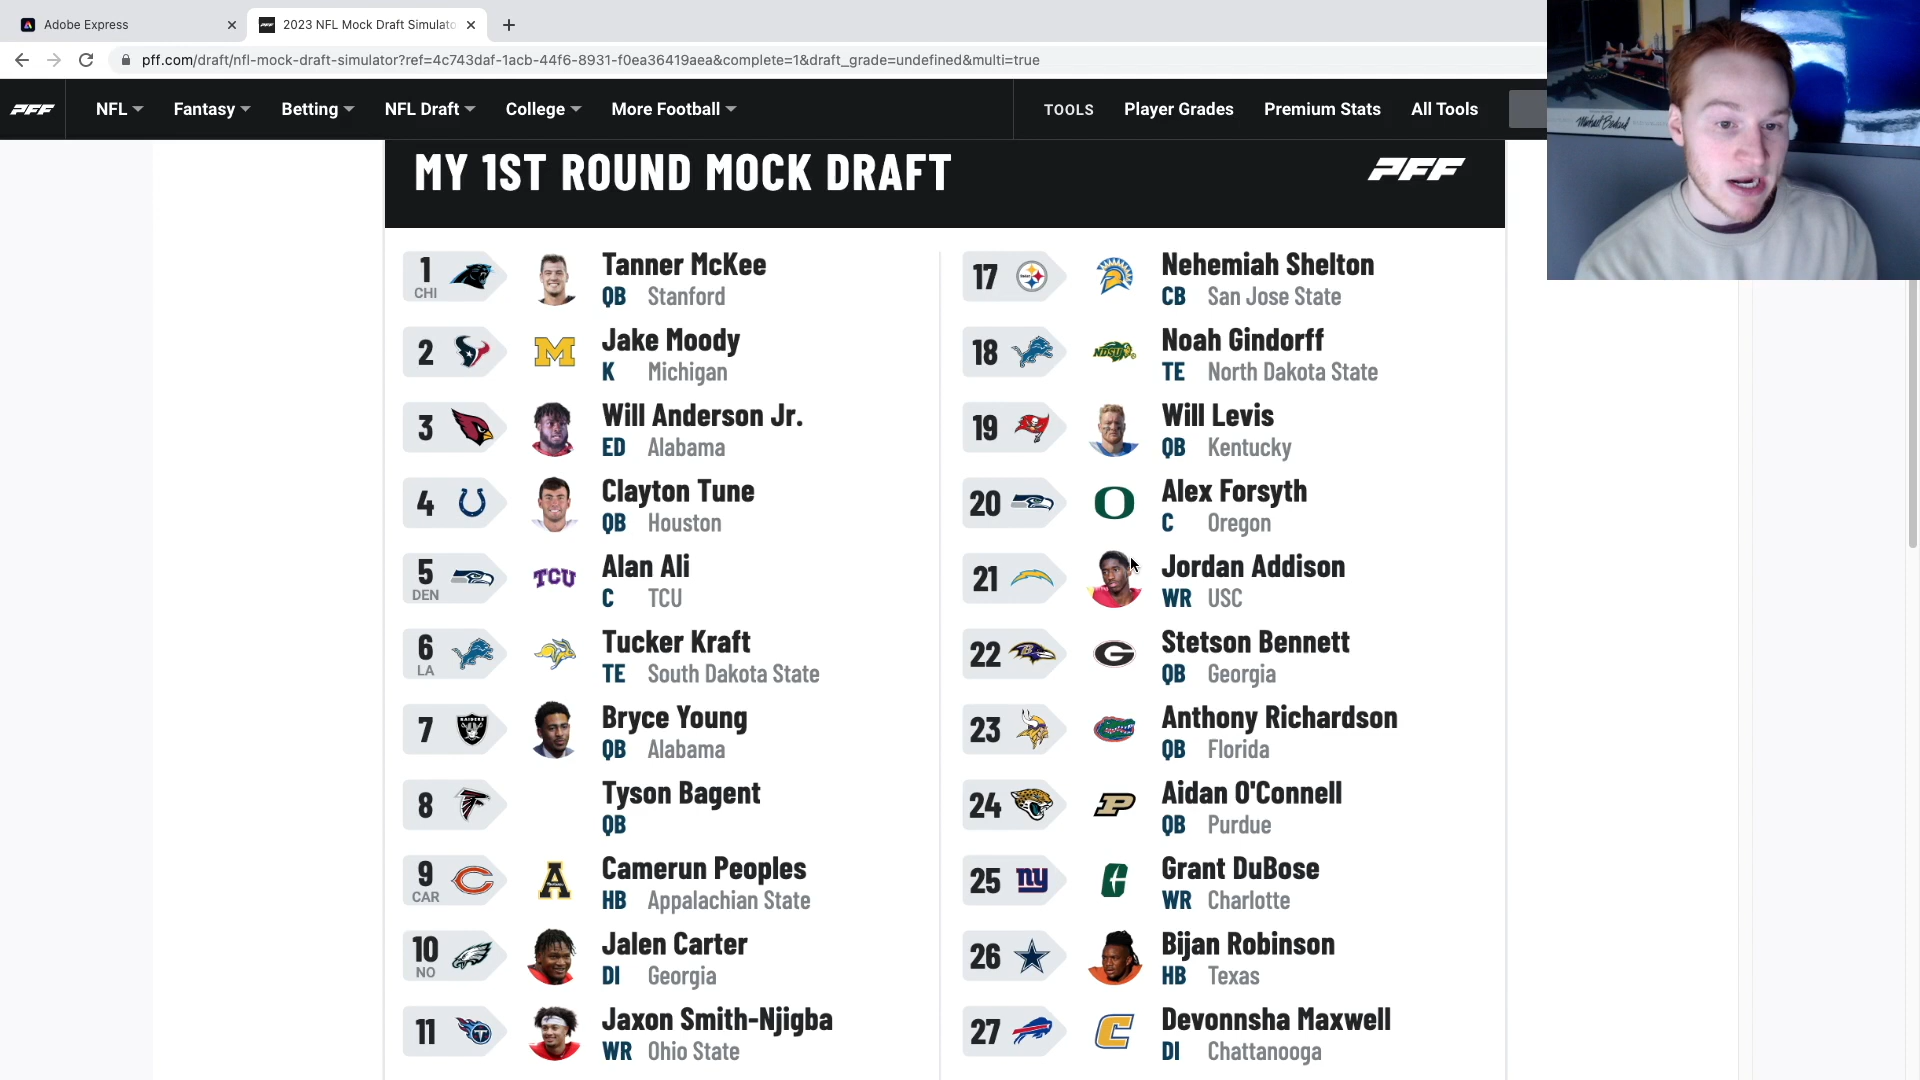 Adobe Express
2023 NFL Mock Draft Simulato
pff.com/draft/nfl-mock-draft-simulator?ref=4c743daf-1acb-44f6-8931-f0ea36419aea&complete=1&draft_grade=undefined&multi=true
PFF NFL Fantasy Betting NFL Draft College More Football TOOLS Player Grades Premium Stats All Tools
MY 1ST ROUND MOCK DRAFT PFF
1 Tanner McKee
CHI QB Stanford
2 Jake Moody
K Michigan
3 Will Anderson Jr.
ED Alabama
4 Clayton Tune
QB Houston
5 TCU Alan Ali
DEN C TCU
6 Tucker Kraft
LA TE South Dakota State
7 RAIDERS Bryce Young
QB Alabama
8 Tyson Bagent
QB
9 Camerun Peoples
CAR HB Appalachian State
10 Jalen Carter
NO DI Georgia
11 Jaxon Smith-Njigba
WR Ohio State
17 Nehemiah Shelton
CB San Jose State
18 NDSU Noah Gindorff
TE North Dakota State
19 Will Levis
QB Kentucky
20 Alex Forsyth
C Oregon
21 Jordan Addison
WR USC
22 Stetson Bennett
QB Georgia
23 Anthony Richardson
QB Florida
24 Aidan O'Connell
QB Purdue
25 ny Grant DuBose
WR Charlotte
26 Bijan Robinson
HB Texas
27 Devonnsha Maxwell
DI Chattanooga